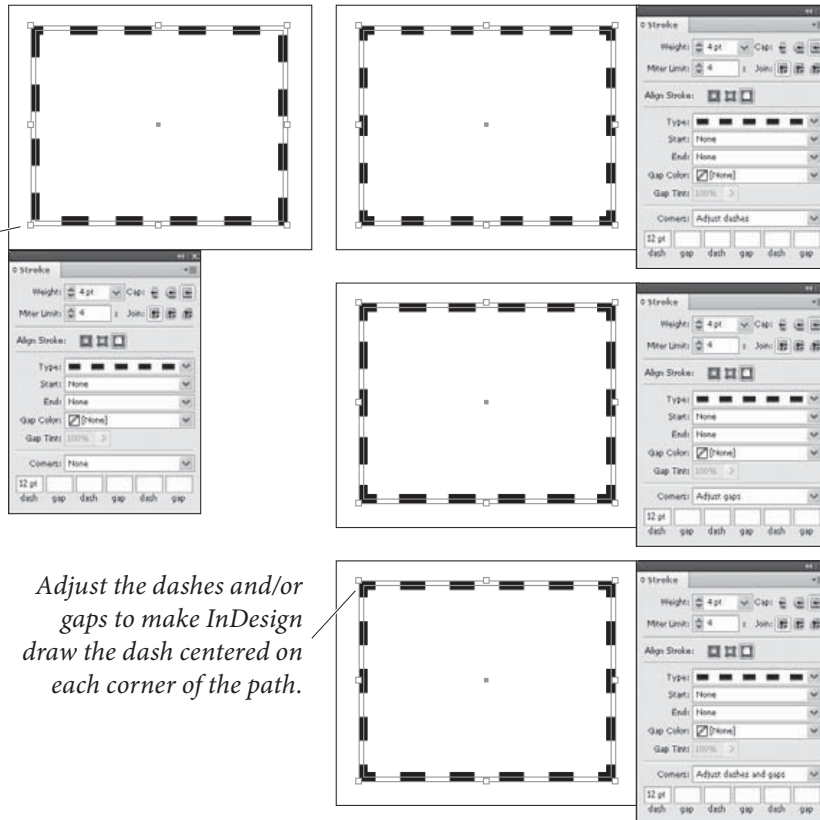 Stroke
Weight: 4 pt Cap:
Miter Limit: 4 x Join:
Align Stroke:
Type:
Start: None
End: None
Gap Color: [None]
Gap Tint: 100%
Corners: None
12 pt
dash gap dash gap dash gap
Adjust the dashes and/or
gaps to make InDesign
draw the dash centered on
each corner of the path.
Stroke
Weight: 4 pt Cap:
Miter Limit: 4 x Join:
Align Stroke:
Type:
Start: None
End: None
Gap Color: [None]
Gap Tint: 100%
Corners: Adjust dashes
12 pt
dash gap dash gap dash gap
Stroke
Weight: 4 pt Cap:
Miter Limit: 4 x Join:
Align Stroke:
Type:
Start: None
End: None
Gap Color: [None]
Gap Tint: 100%
Corners: Adjust gaps
12 pt
dash gap dash gap dash gap
Stroke
Weight: 4 pt Cap:
Miter Limit: 4 x Join:
Align Stroke:
Type:
Start: None
End: None
Gap Color: [None]
Gap Tint: 100%
Corners: Adjust dashes and gaps
12 pt
dash gap dash gap dash gap